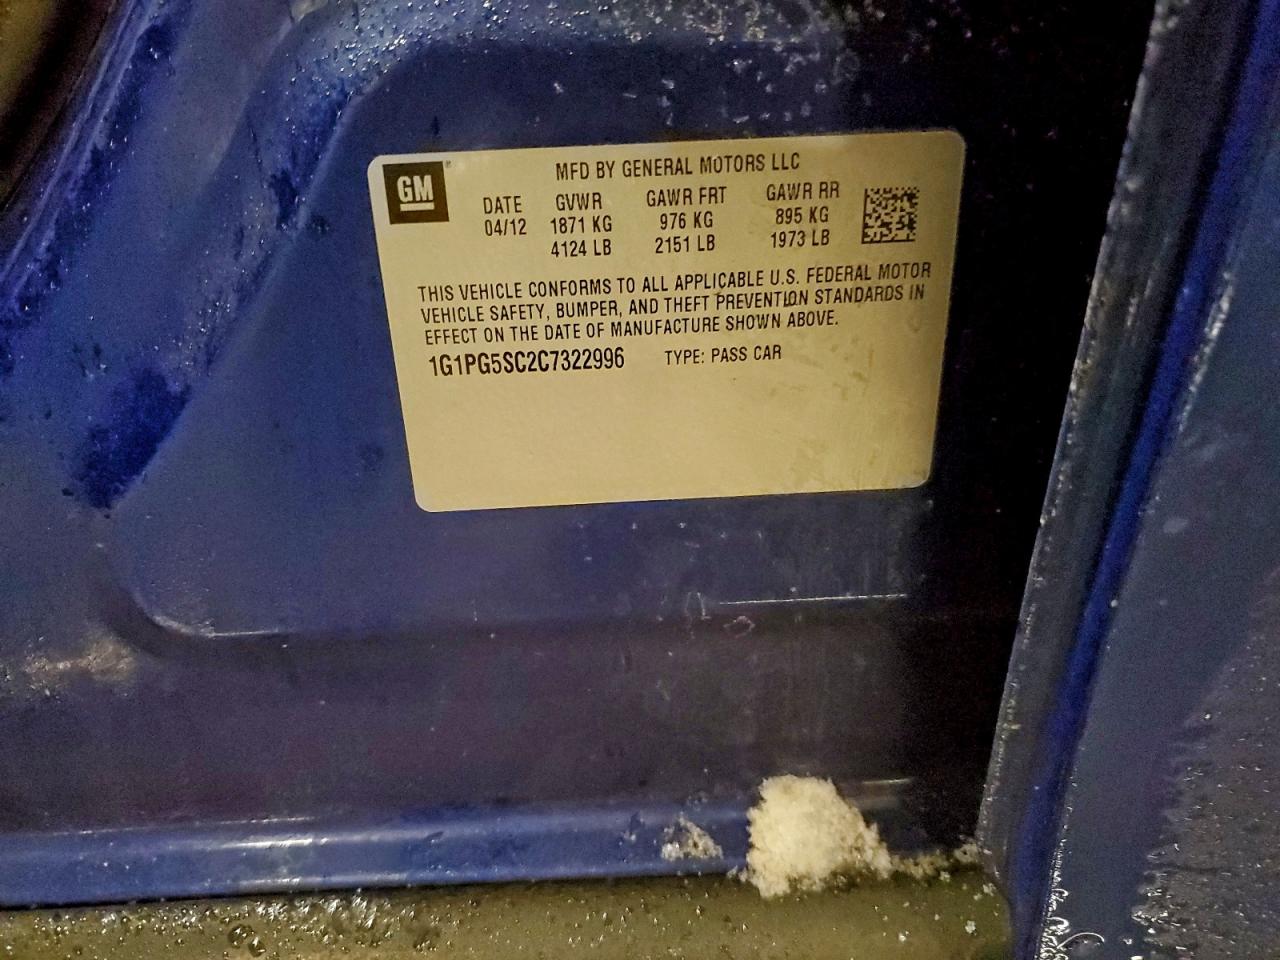 GM
MFD BY GENERAL MOTORS LLC
DATE GVWR GAWR FRT GAWR RR
04/12 1871 KG 976 KG 895 KG
4124 LB 2151 LB 1973 LB
THIS VEHICLE CONFORMS TO ALL APPLICABLE U.S. FEDERAL MOTOR
VEHICLE SAFETY, BUMPER, AND THEFT PREVENTION STANDARDS IN
EFFECT ON THE DATE OF MANUFACTURE SHOWN ABOVE.
1G1PG5SC2C7322996 TYPE: PASS CAR